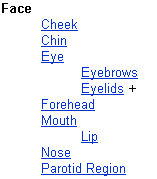 Face
Cheek
Chin
Eye
Eyebrows
Eyelids +
Forehead
Mouth
Lip
Nose
Parotid Region